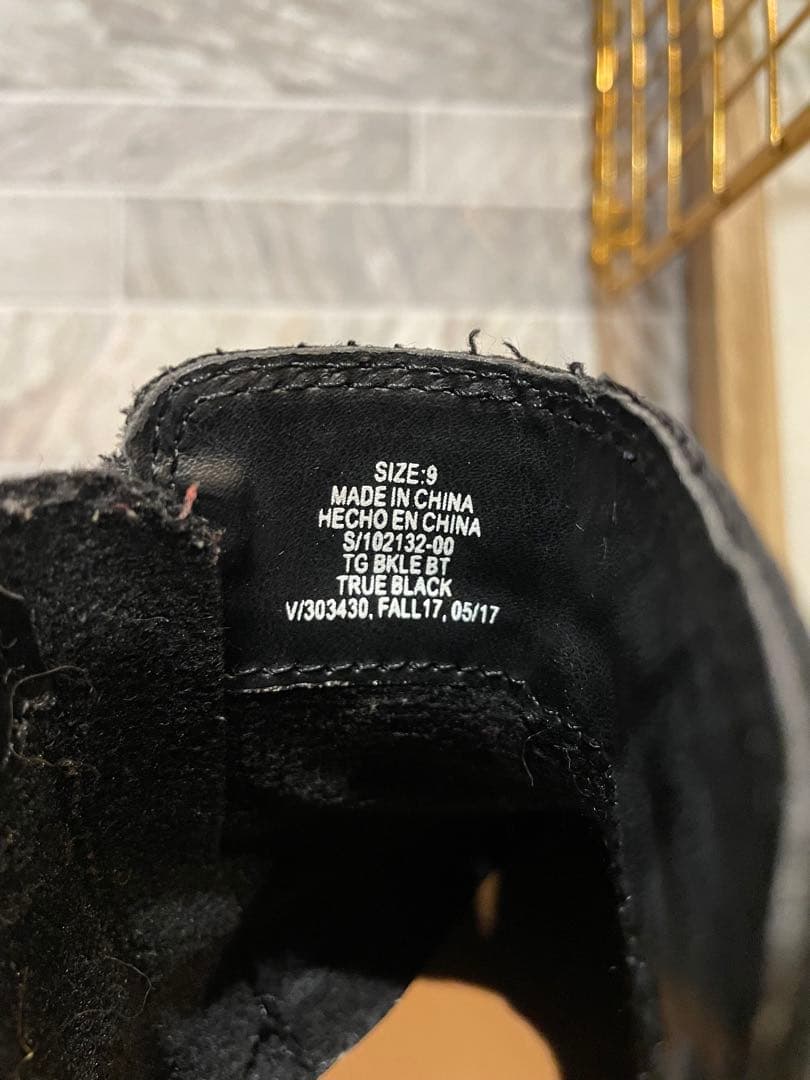 SIZE:9
MADE IN CHINA
HECHO EN CHINA
S/102132-00
TG BKLE BT
TRUE BLACK
V/303430, FALL17, 05/17